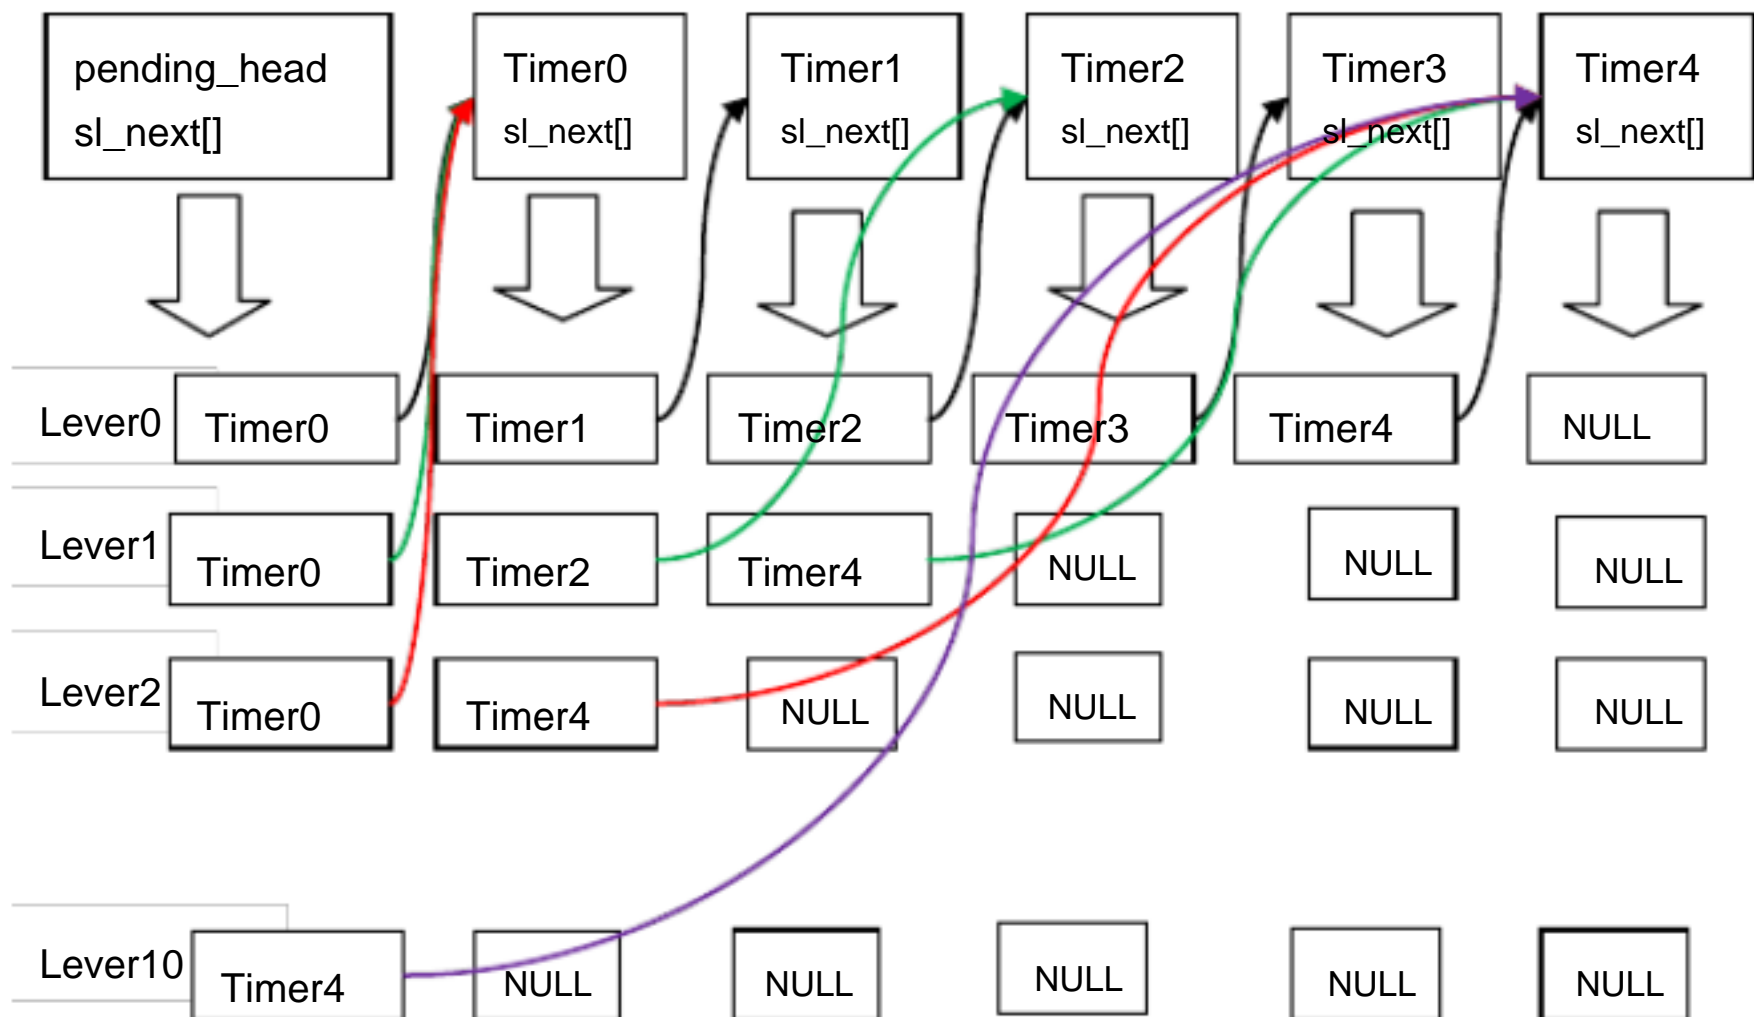 pending_head
sl_next[]
Timer0
sl_next[]
Timer1
sl_next[]
Timer2
sl_next[]
Timer3
sl_next[]
Timer4
sl_next[]
Lever0
Timer0
Timer1
Timer2
Timer3
Timer4
NULL
Lever1
Timer0
Timer2
Timer4
NULL
NULL
NULL
Lever2
Timer0
Timer4
NULL
NULL
NULL
NULL
Lever10
Timer4
NULL
NULL
NULL
NULL
NULL